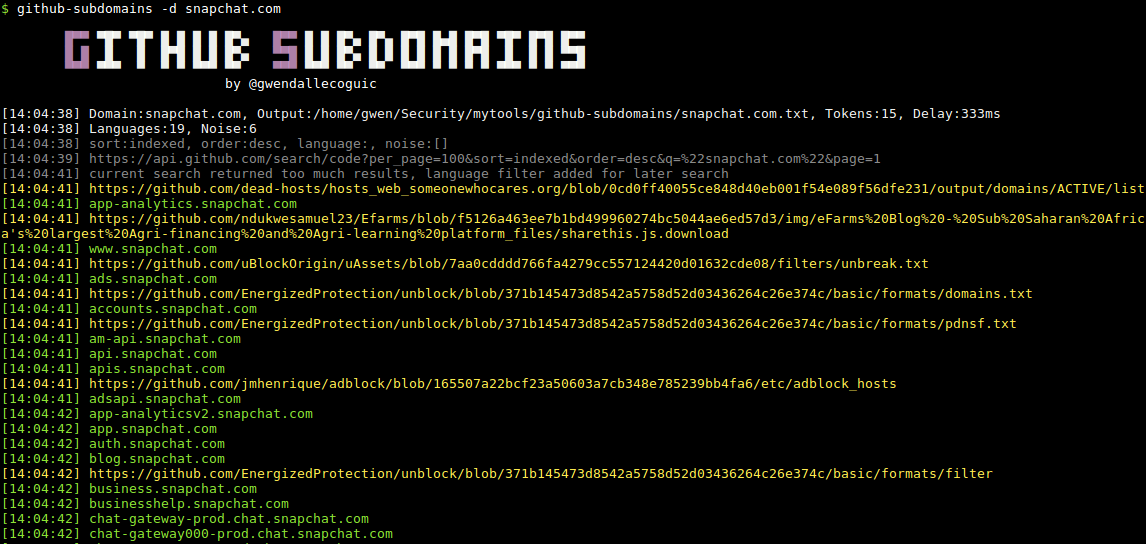 $ github-subdomains -d snapchat.com
GITHUB SUBDOMAINS
by @gwendallecoguic
[14:04:38] Domain:snapchat.com, Output:/home/gwen/Security/mytools/github-subdomains/snapchat.com.txt, Tokens:15, Delay:333ms
[14:04:38] Languages:19, Noise:6
[14:04:38] sort:indexed, order:desc, language:, noise:[]
[14:04:39] https://api.github.com/search/code?per_page=100&sort=indexed&order=desc&q=%22snapchat.com%22&page=1
[14:04:41] current search returned too much results, language filter added for later search
[14:04:41] https://github.com/dead-hosts/hosts_web_someonewhocares.org/blob/0cd0ff40055ce848d40eb001f54e089f56dfe231/output/domains/ACTIVE/list
[14:04:41] app-analytics.snapchat.com
[14:04:41] https://github.com/ndukwesamuel23/Efarms/blob/f5126a463ee7b1bd499960274bc5044ae6ed57d3/img/eFarms%20Blog%20-%20Sub%20Saharan%20Afric
a's%20largest%20Agri-financing%20and%20Agri-learning%20platform_files/sharethis.js.download
[14:04:41] www.snapchat.com
[14:04:41] https://github.com/uBlockOrigin/uAssets/blob/7aa0cdddd766fa4279cc557124420d01632cde08/filters/unbreak.txt
[14:04:41] ads.snapchat.com
[14:04:41] https://github.com/EnergizedProtection/unblock/blob/371b145473d8542a5758d52d03436264c26e374c/basic/formats/domains.txt
[14:04:41] accounts.snapchat.com
[14:04:41] https://github.com/EnergizedProtection/unblock/blob/371b145473d8542a5758d52d03436264c26e374c/basic/formats/pdnsf.txt
[14:04:41] am-api.snapchat.com
[14:04:41] api.snapchat.com
[14:04:41] apis.snapchat.com
[14:04:41] https://github.com/jmhenrique/adblock/blob/165507a22bcf23a50603a7cb348e785239bb4fa6/etc/adblock_hosts
[14:04:41] adsapi.snapchat.com
[14:04:42] app-analyticsv2.snapchat.com
[14:04:42] app.snapchat.com
[14:04:42] auth.snapchat.com
[14:04:42] blog.snapchat.com
[14:04:42] https://github.com/EnergizedProtection/unblock/blob/371b145473d8542a5758d52d03436264c26e374c/basic/formats/filter
[14:04:42] business.snapchat.com
[14:04:42] businesshelp.snapchat.com
[14:04:42] chat-gateway-prod.chat.snapchat.com
[14:04:42] chat-gateway000-prod.chat.snapchat.com